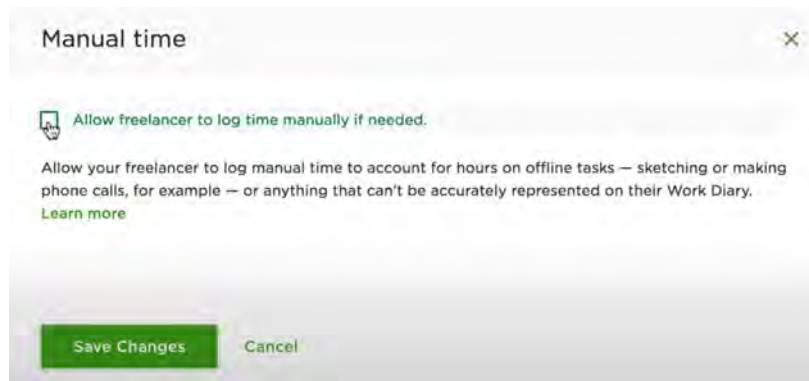 Manual time
Allow freelancer to log time manually if needed.
Allow your freelancer to log manual time to account for hours on offline tasks — sketching or making
phone calls, for example — or anything that can't be accurately represented on their Work Diary.
Learn more
Save Changes Cancel